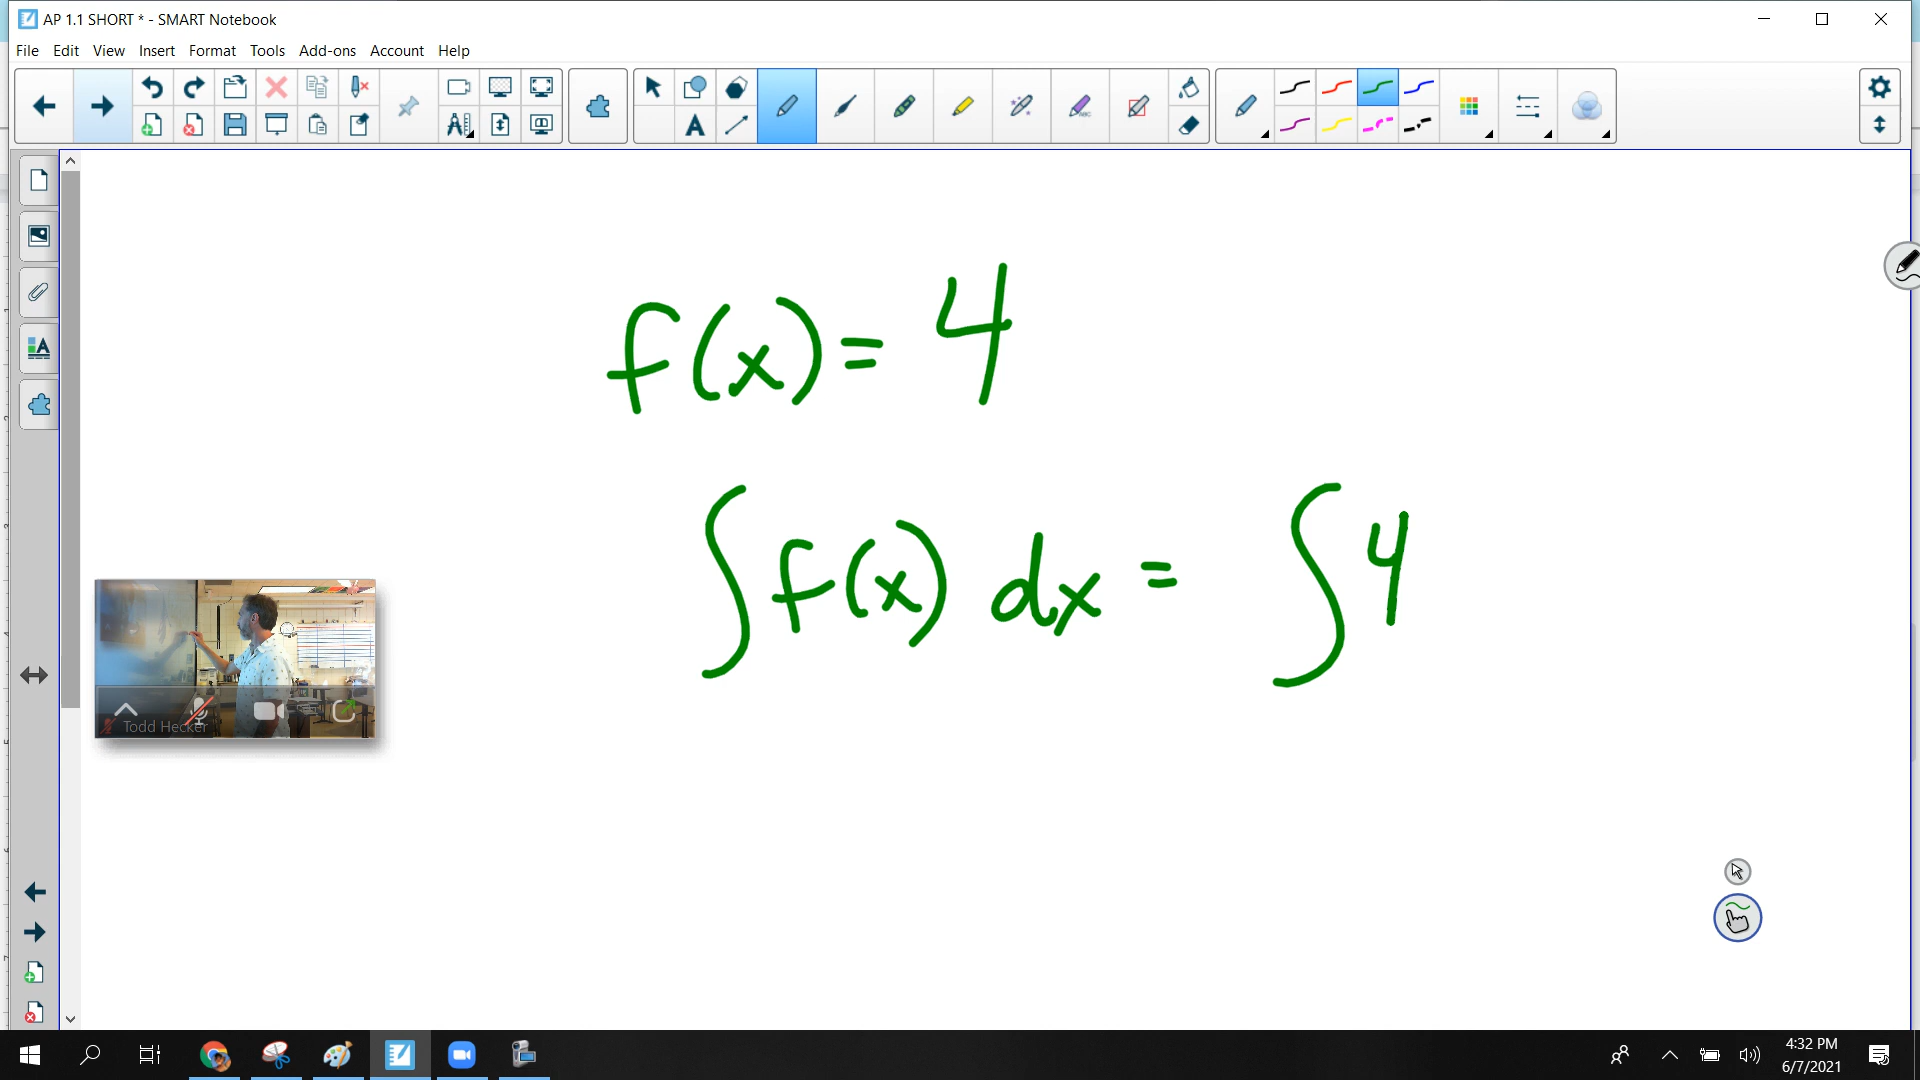 AP 1.1 SHORT * - SMART Notebook
File Edit View Insert Format Tools Add-ons Account Help
f(x) = 4
∫ f(x) dx = ∫ 4
Todd Hecker
4:32 PM
6/7/2021